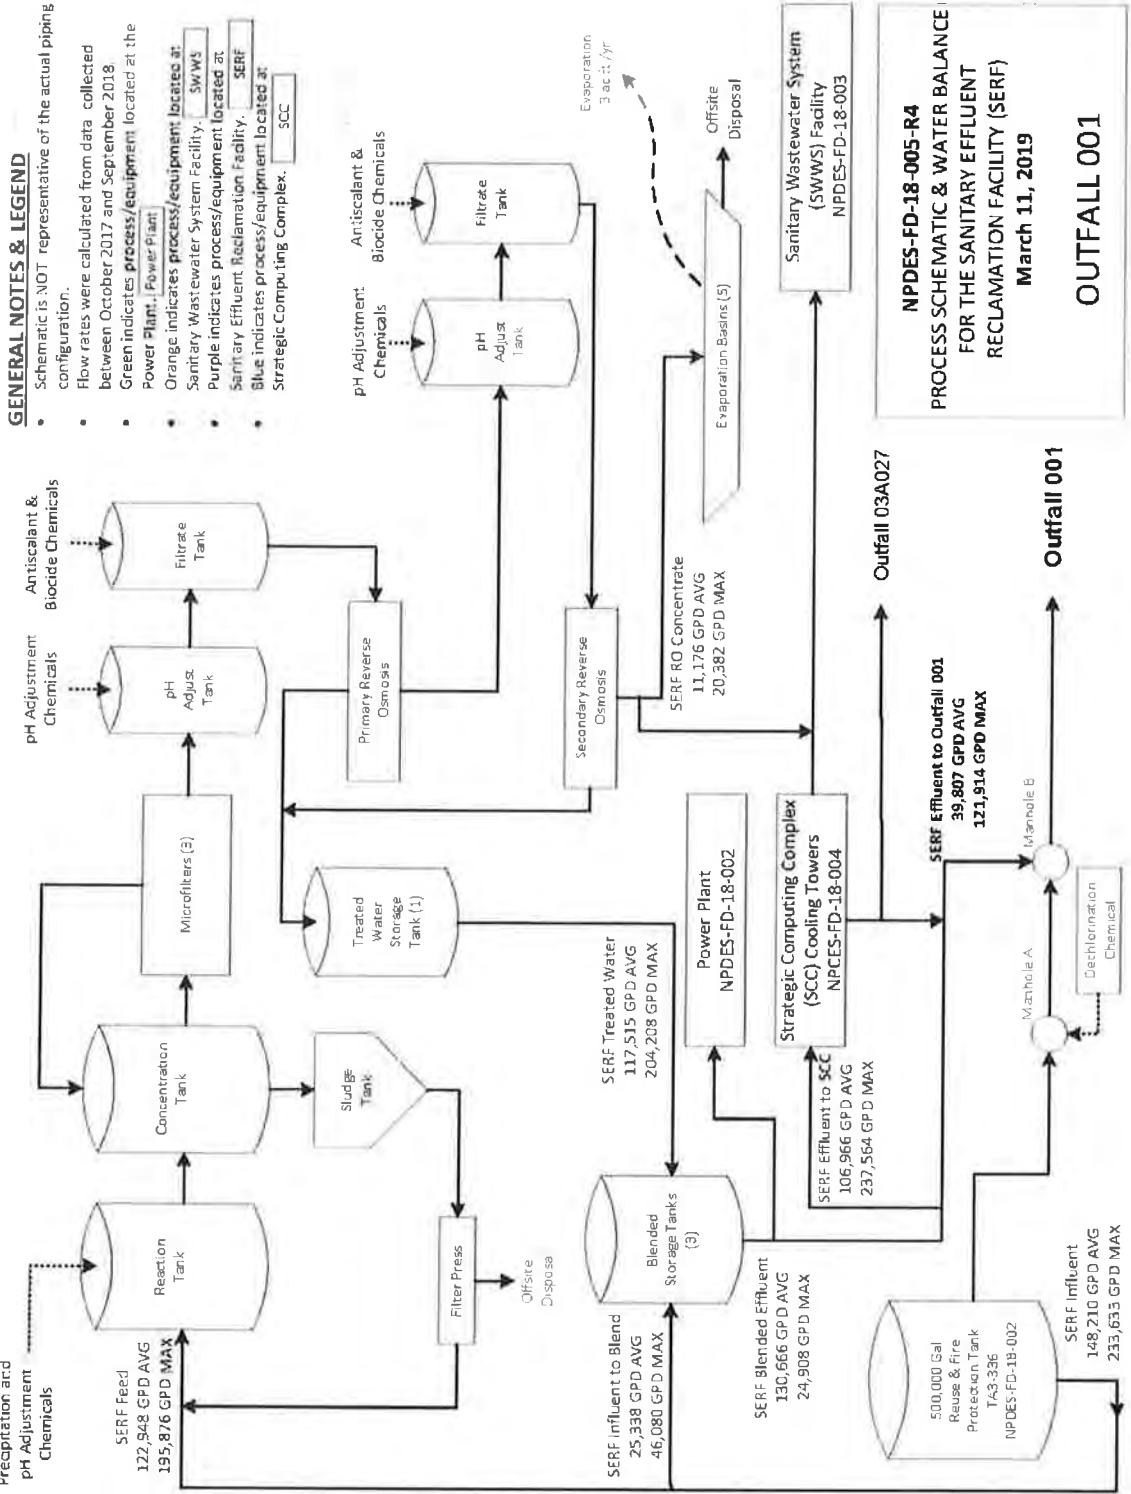 GENERAL NOTES & LEGEND
• Schematic is NOT representative of the actual piping
configuration.
• Flow rates were calculated from data collected
between October 2017 and September 2018.
• Green indicates process/equipment located at the
Power Plant. Power Plant
• Orange indicates process/equipment located at
Sanitary Wastewater System Facility. SWWS
• Purple indicates process/equipment located at
Sanitary Effluent Reclamation Facility. SERF
• Blue indicates process/equipment located at
Strategic Computing Complex. SCC
Precipitation and
pH Adjustment
Chemicals
SERF Feed
122,948 GPD AVG
195,876 GPD MAX
Reaction
Tank
Concentration
Tank
Microfilters (3)
pH Adjustment
Chemicals
pH
Adjust
Tank
Antiscalant &
Biocide Chemicals
Filtrate
Tank
Sludge
Tank
Filter Press
Offsite
Disposa
Primary Reverse
Osmosis
Treated
Water
Storage
Tank (1)
pH Adjustment
Chemicals
pH
Adjust
Tank
Antiscalant &
Biocide Chemicals
Filtrate
Tank
Secondary Reverse
Osmosis
SERF RO Concentrate
11,176 GPD AVG
20,382 GPD MAX
Evaporation Basins (5)
Evaporation
3 ac ft/yr
Offsite
Disposal
SERF Influent to Blend
25,338 GPD AVG
46,080 GPD MAX
SERF Treated Water
117,515 GPD AVG
204,208 GPD MAX
Blended
Storage Tanks
(3)
SERF Blended Effluent
130,666 GPD AVG
24,908 GPD MAX
Power Plant
NPDES-FD-18-002
SERF Effluent to SCC
106,966 GPD AVG
237,564 GPD MAX
Strategic Computing Complex
(SCC) Cooling Towers
NPCES-FD-18-004
Sanitary Wastewater System
(SWWS) Facility
NPDES-FD-18-003
Outfall 03A027
SERF Effluent to Outfall 001
39,807 GPD AVG
121,914 GPD MAX
500,000 Gal
Reuse & Fire
Protection Tank
TA3-336
NPDES-FD-18-002
SERF Influent
148,210 GPD AVG
233,633 GPD MAX
Manhole A
Manhole B
Dechlorination
Chemical
Outfall 001
NPDES-FD-18-005-R4
PROCESS SCHEMATIC & WATER BALANCE
FOR THE SANITARY EFFLUENT
RECLAMATION FACILITY (SERF)
March 11, 2019
OUTFALL 001